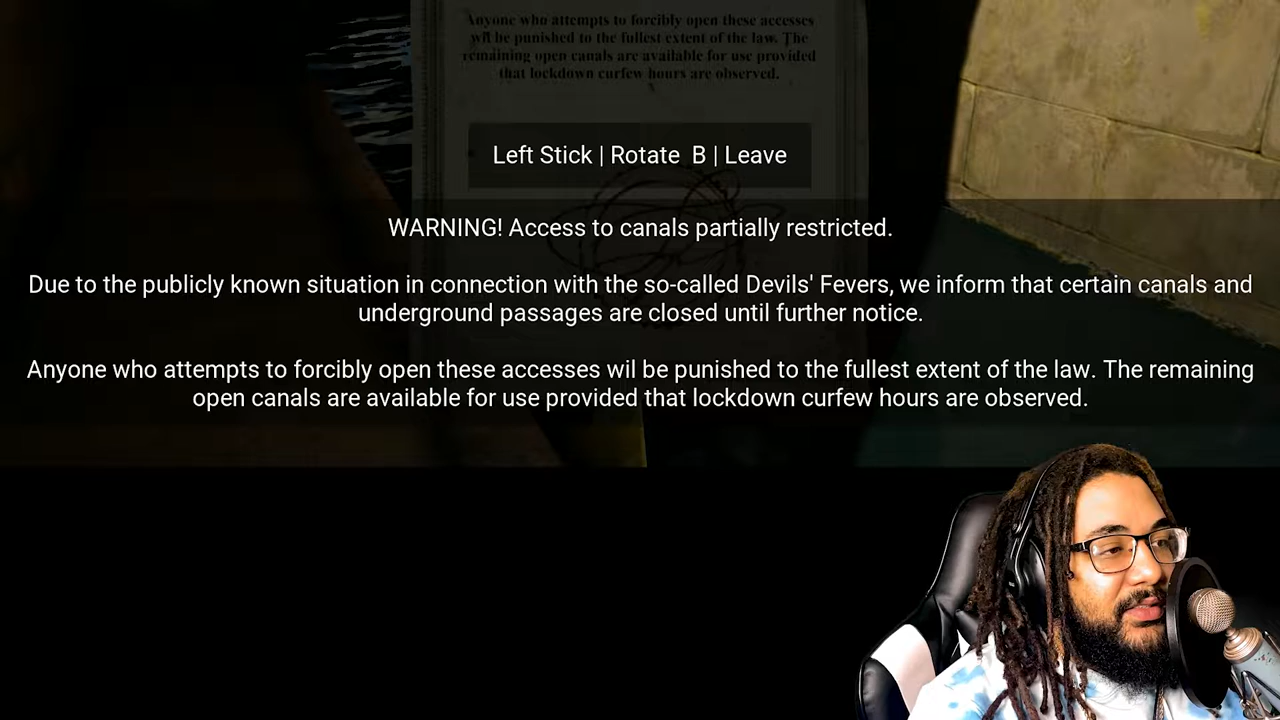 Anyone who attempts to forcibly open these accesses
will be punished to the fullest extent of the law. The
remaining open canals are available for use provided
that lockdown curfew hours are observed.
Left Stick | Rotate B | Leave
WARNING! Access to canals partially restricted.
Due to the publicly known situation in connection with the so-called Devils' Fevers, we inform that certain canals and
underground passages are closed until further notice.
Anyone who attempts to forcibly open these accesses wil be punished to the fullest extent of the law. The remaining
open canals are available for use provided that lockdown curfew hours are observed.